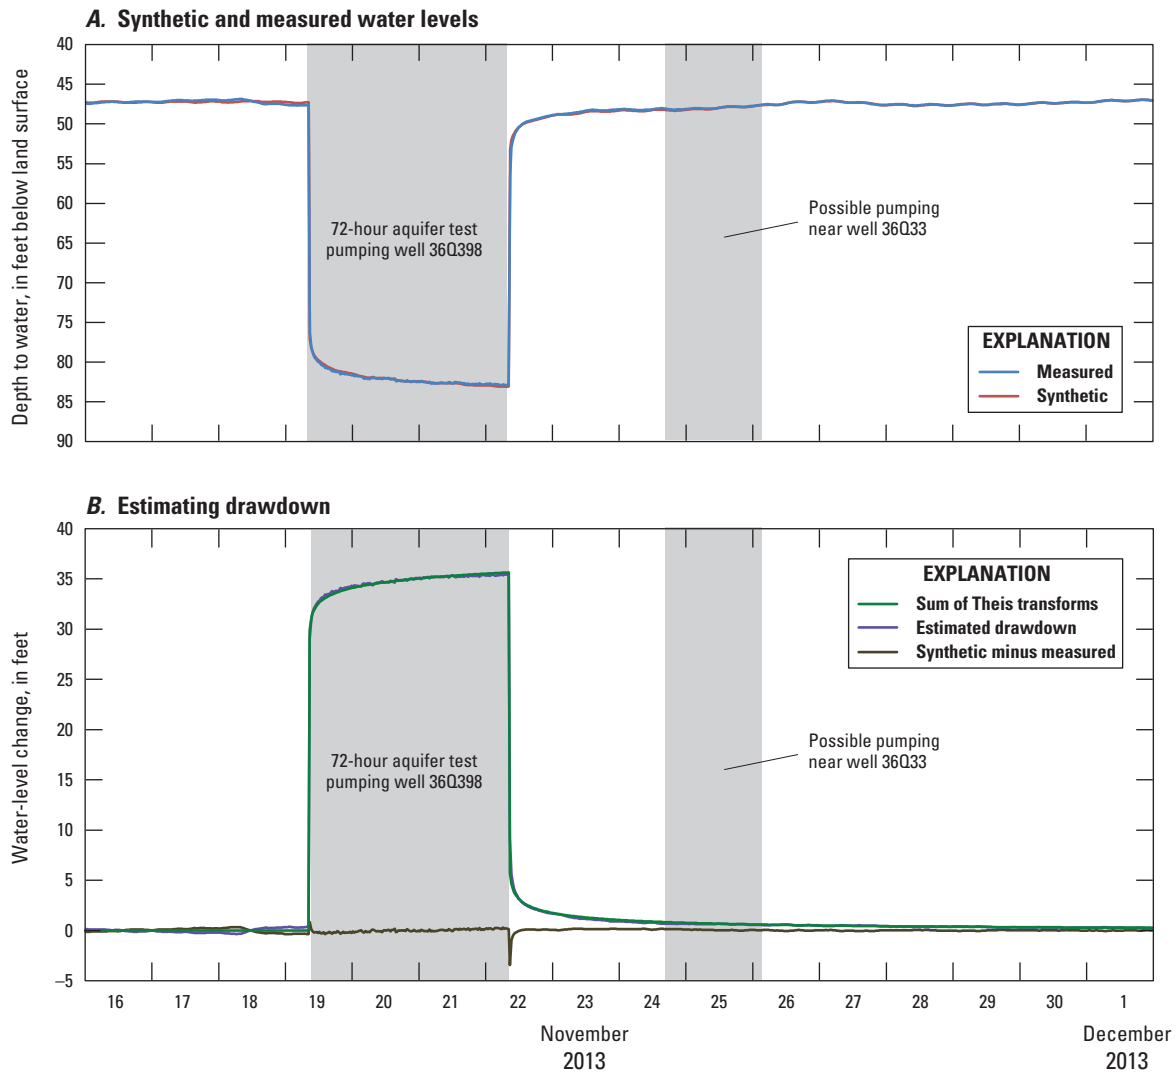 A. Synthetic and measured water levels
40
45
50
55
60
65
70
75
80
85
90
Depth to water, in feet below land surface
72-hour aquifer test
pumping well 36Q398
Possible pumping
near well 36Q33
EXPLANATION
Measured
Synthetic
B. Estimating drawdown
40
35
30
25
20
15
10
5
0
–5
Water-level change, in feet
72-hour aquifer test
pumping well 36Q398
Possible pumping
near well 36Q33
EXPLANATION
Sum of Theis transforms
Estimated drawdown
Synthetic minus measured
16 17 18 19 20 21 22 23 24 25 26 27 28 29 30 1
November December
2013 2013